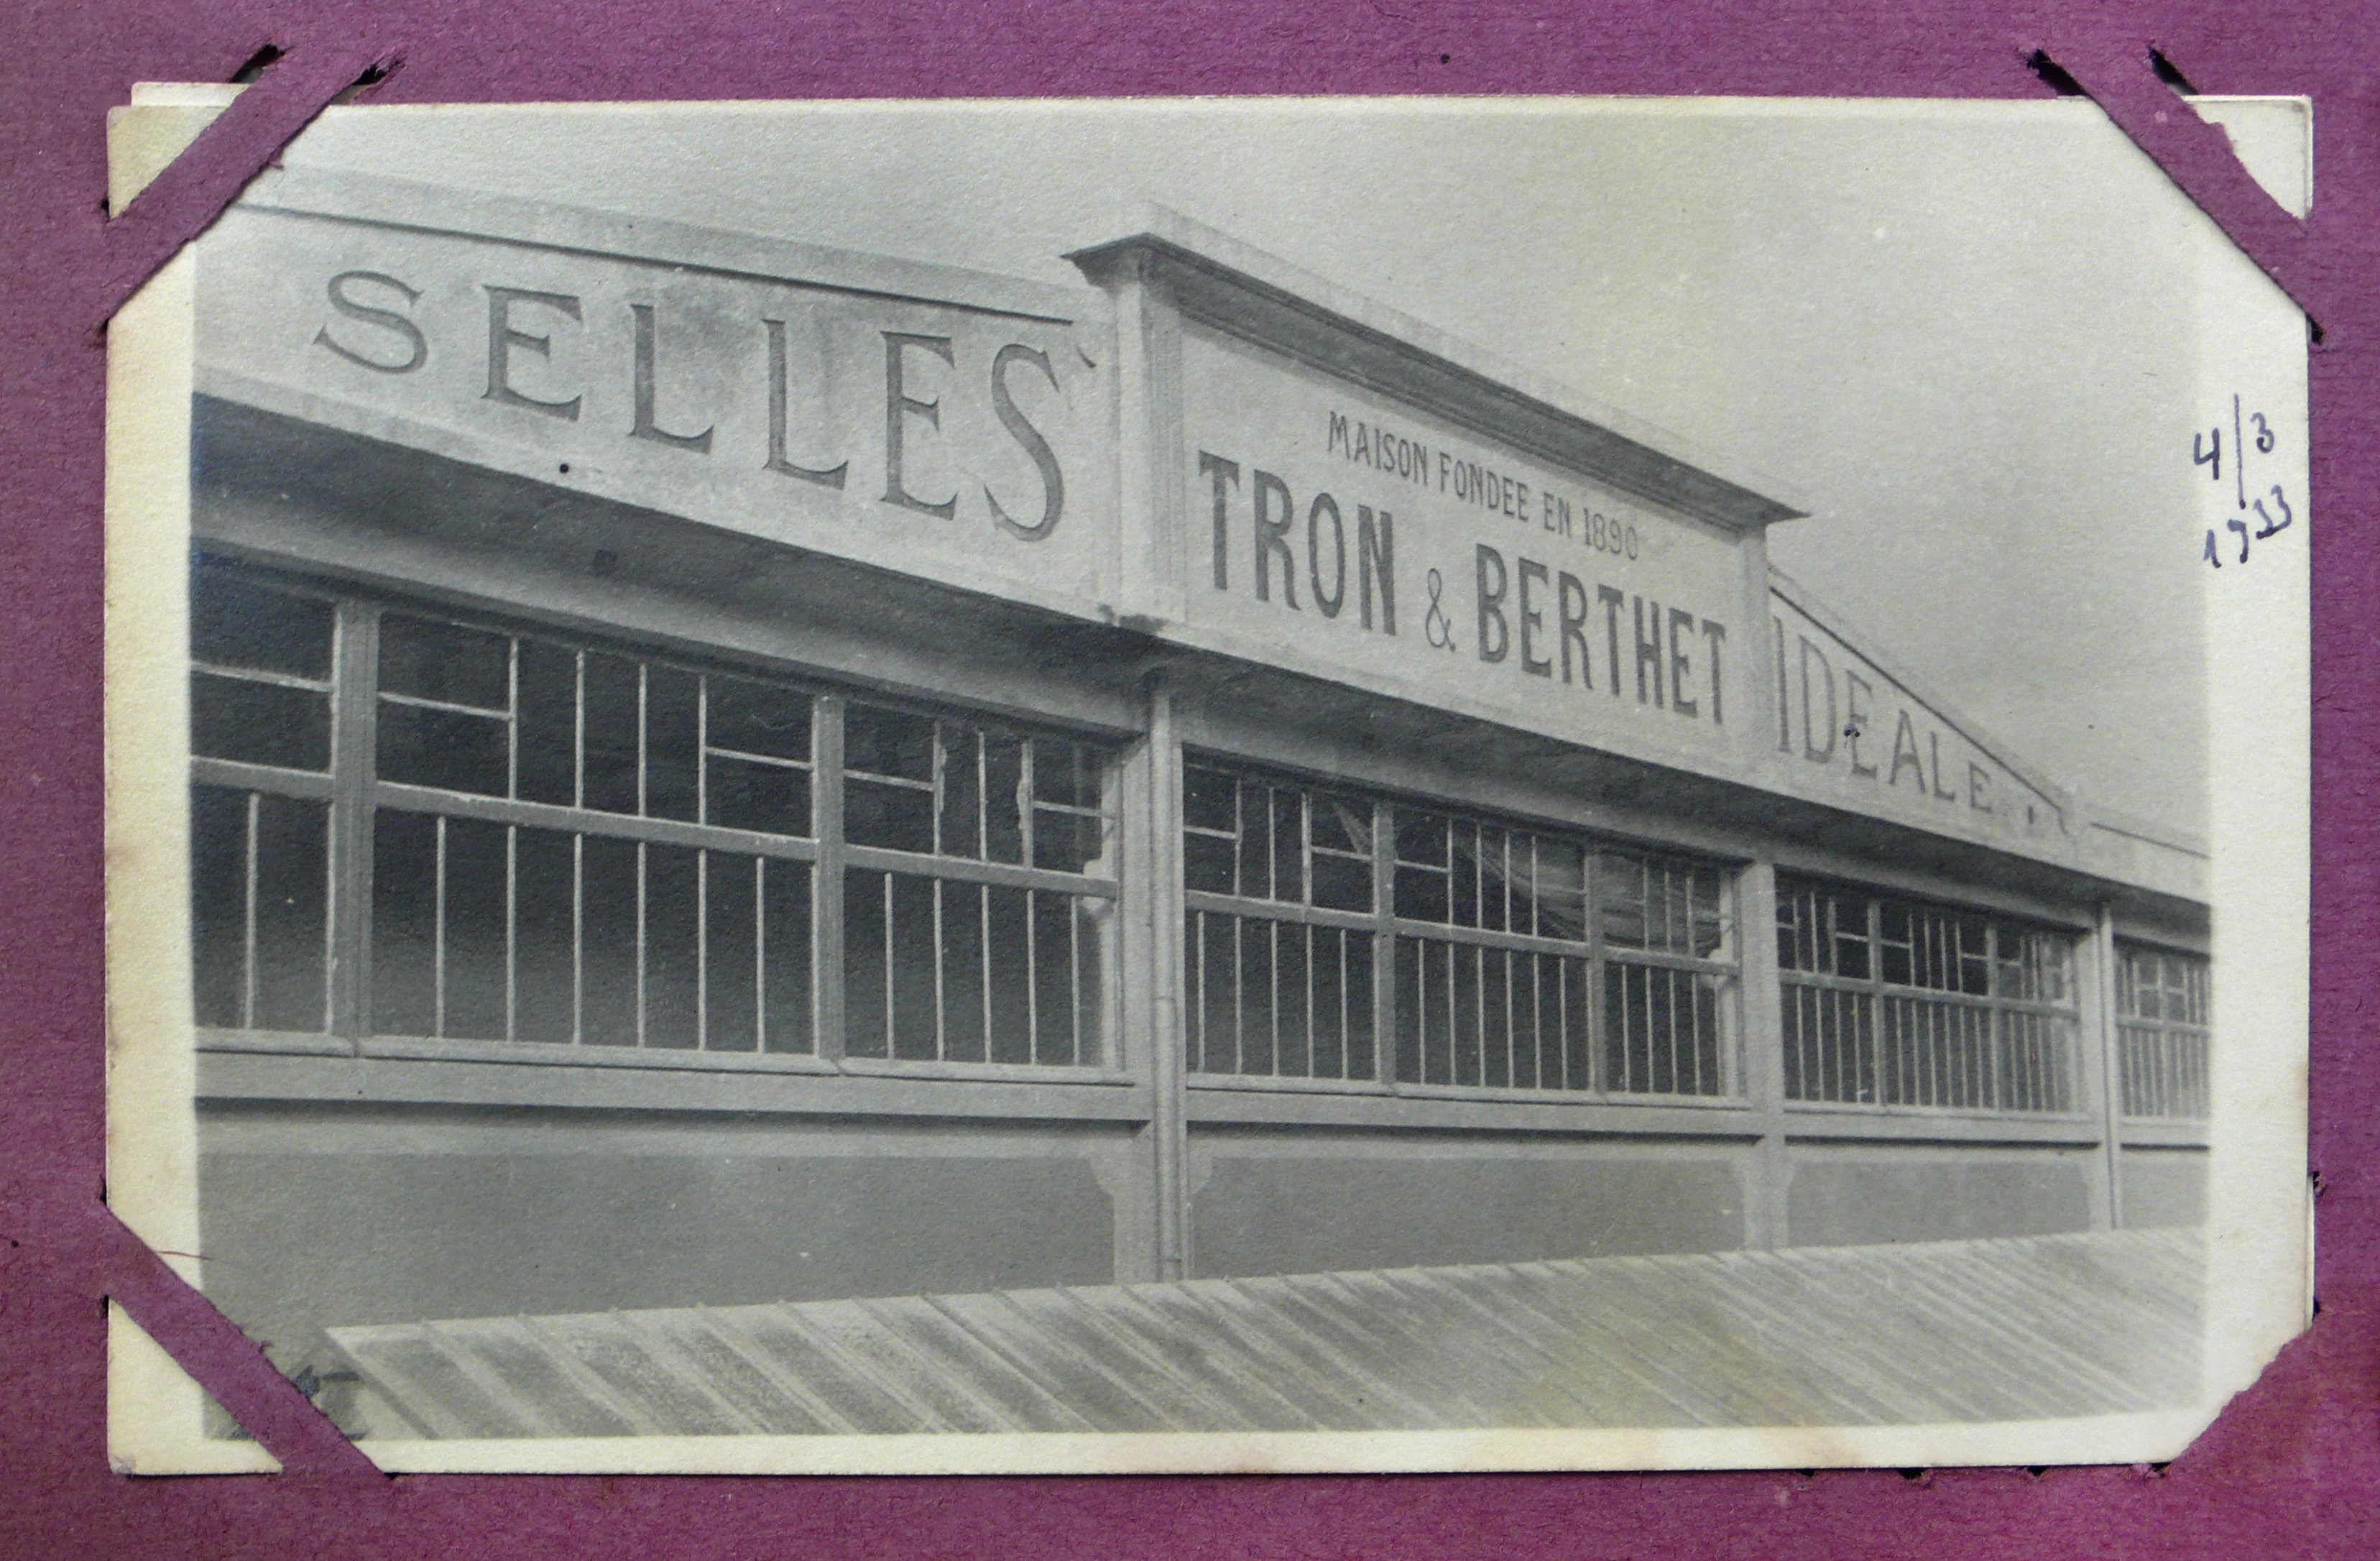 SELLES
MAISON FONDEE EN 1890
TRON & BERTHET
IDEALE
4/3
1933